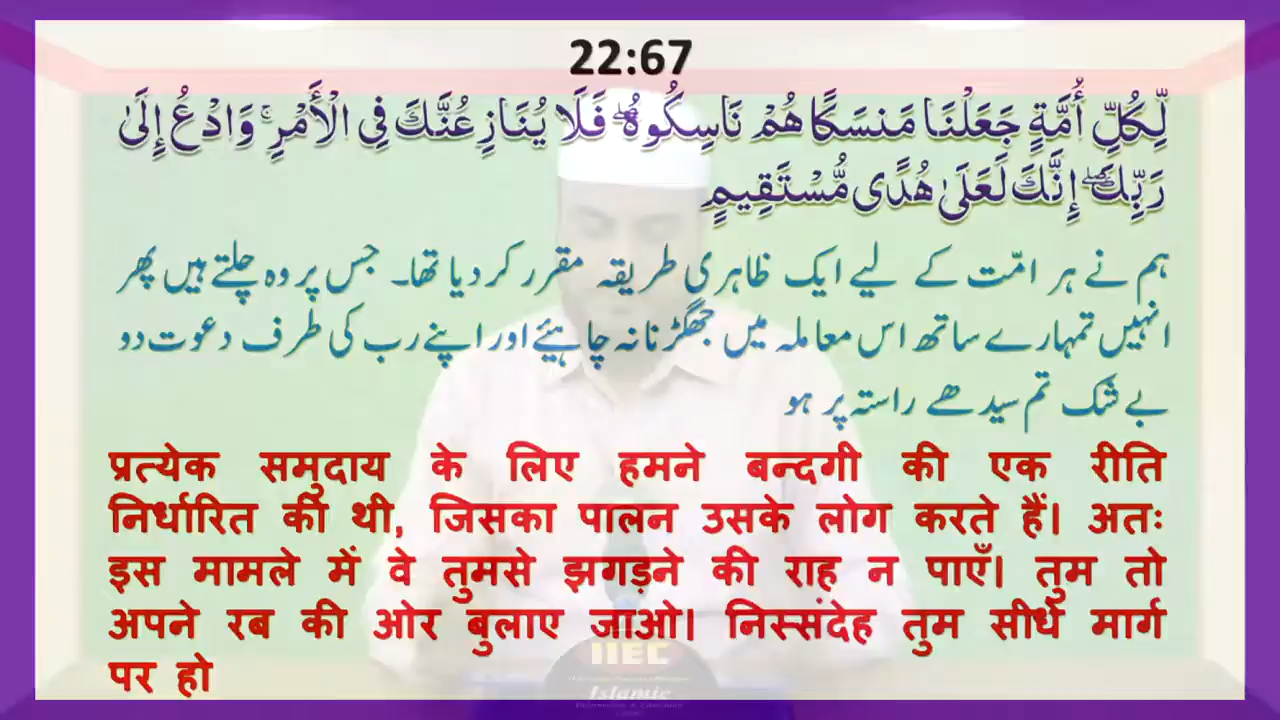 22:67
لِّكُلِّ أُمَّةٍ جَعَلْنَا مَنسَكًا هُمْ نَاسِكُوهُ ۖ فَلَا يُنَازِعُنَّكَ فِي الْأَمْرِ ۚ وَادْعُ إِلَىٰ
رَبِّكَ ۖ إِنَّكَ لَعَلَىٰ هُدًى مُّسْتَقِيمٍ
ہم نے ہر امّت کے لیے ایک ظاہری طریقہ مقرر کر دیا تھا۔ جس پر وہ چلتے ہیں پھر
انہیں تمہارے ساتھ اس معاملہ میں جھگڑنا نہ چاہیئے اور اپنے رب کی طرف دعوت دو
بے شک تم سیدھے راستہ پر ہو
प्रत्येक समुदाय के लिए हमने बन्दगी की एक रीति
निर्धारित की थी, जिसका पालन उसके लोग करते हैं। अतः
इस मामले में वे तुमसे झगड़ने की राह न पाएँ। तुम तो
अपने रब की ओर बुलाए जाओ। निस्संदेह तुम सीधे मार्ग
पर हो
IIEC
Islamic